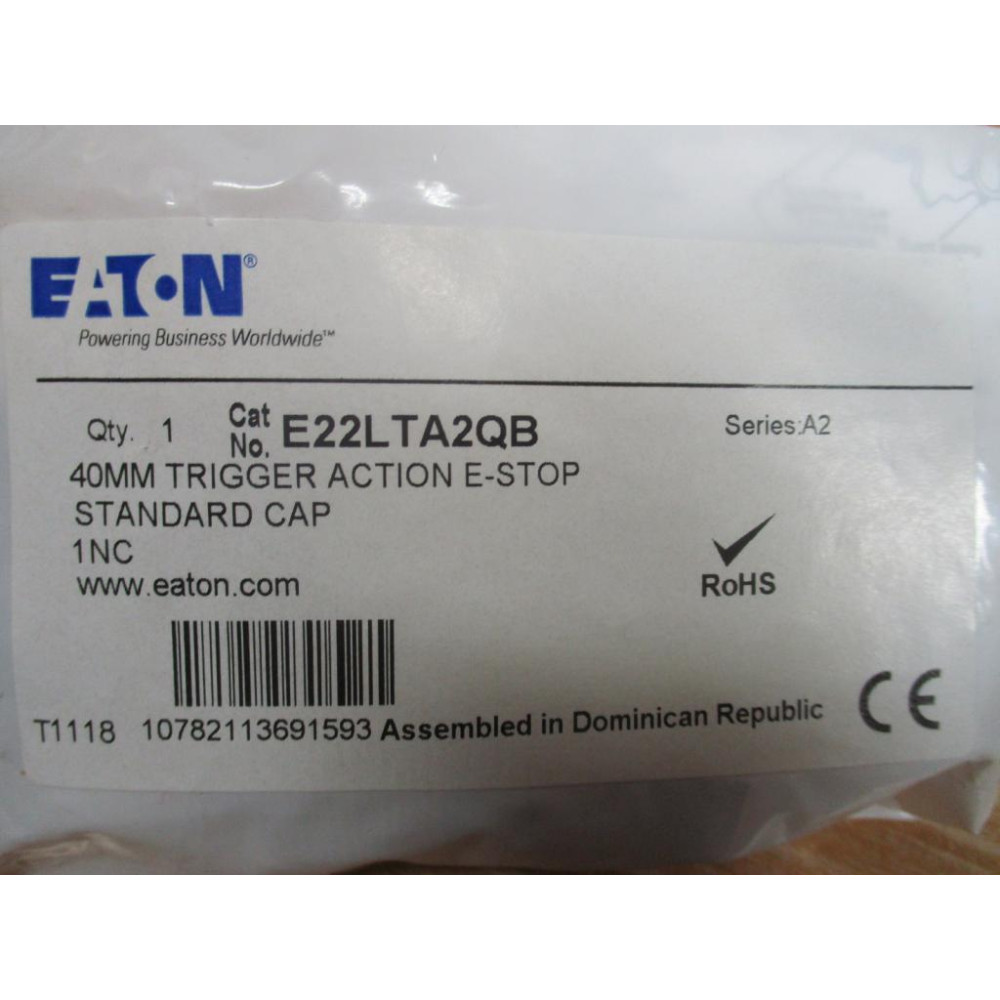 EATON®
Powering Business Worldwide™
Qty. 1 Cat No. E22LTA2QB Series:A2
40MM TRIGGER ACTION E-STOP
STANDARD CAP
1NC
www.eaton.com
RoHS
T1118 10782113691593 Assembled in Dominican Republic CE